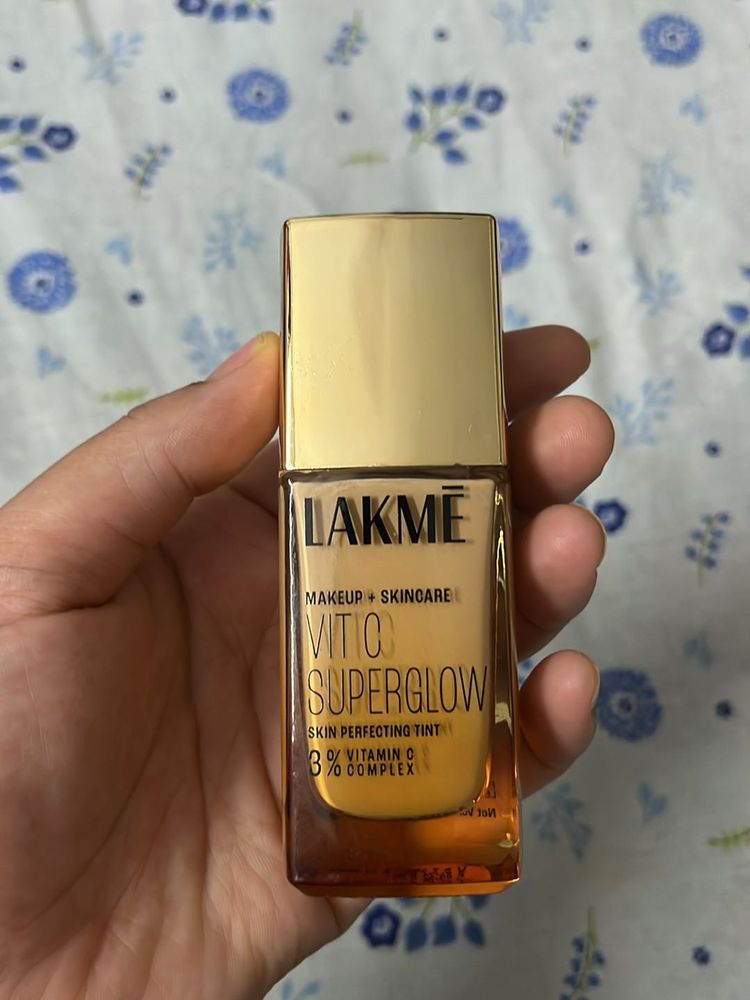 LAKMĒ
MAKEUP + SKINCARE
VIT C
SUPERGLOW
SKIN PERFECTING TINT
3% VITAMIN C
COMPLEX